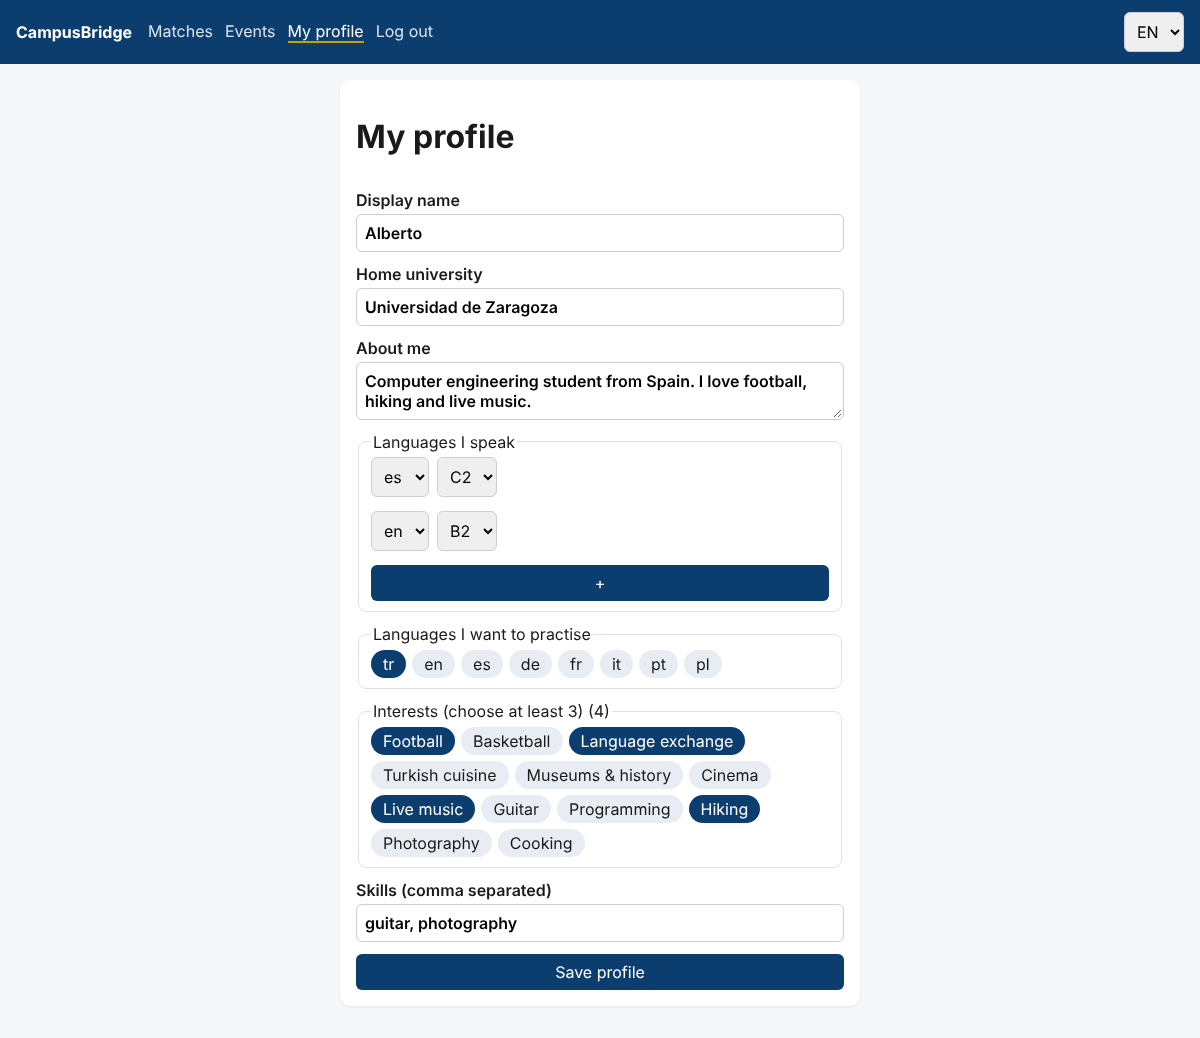 CampusBridge Matches Events My profile Log out EN
My profile
Display name
Alberto
Home university
Universidad de Zaragoza
About me
Computer engineering student from Spain. I love football,
hiking and live music.
Languages I speak
es C2
en B2
+
Languages I want to practise
tr en es de fr it pt pl
Interests (choose at least 3) (4)
Football Basketball Language exchange
Turkish cuisine Museums & history Cinema
Live music Guitar Programming Hiking
Photography Cooking
Skills (comma separated)
guitar, photography
Save profile